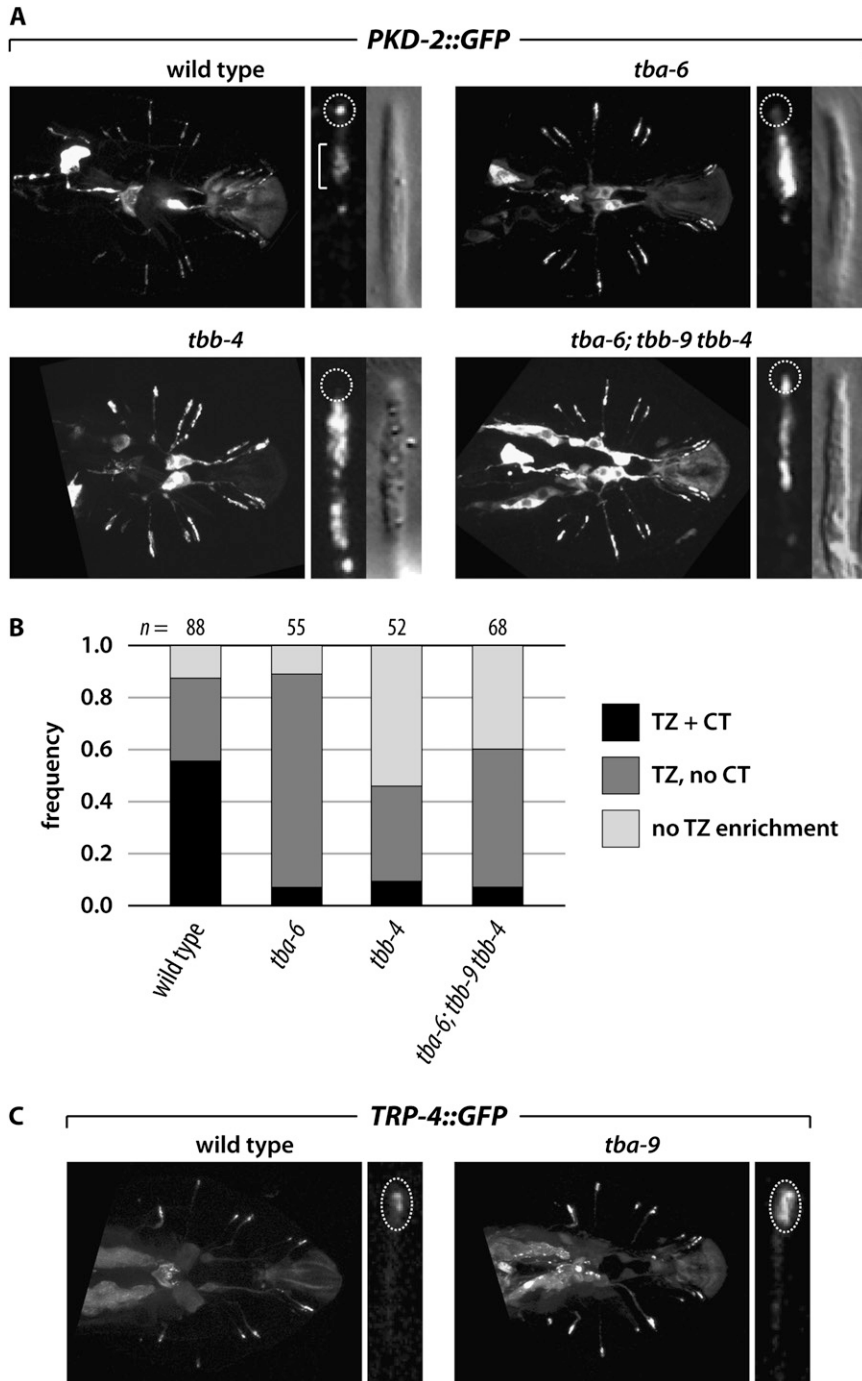 A
PKD-2::GFP
wild type
tba-6
tbb-4
tba-6; tbb-9 tbb-4
B
n = 88 55 52 68
1.0
0.8
0.6
0.4
0.2
0.0
frequency
wild type
tba-6
tbb-4
tba-6; tbb-9 tbb-4
TZ + CT
TZ, no CT
no TZ enrichment
C
TRP-4::GFP
wild type
tba-9